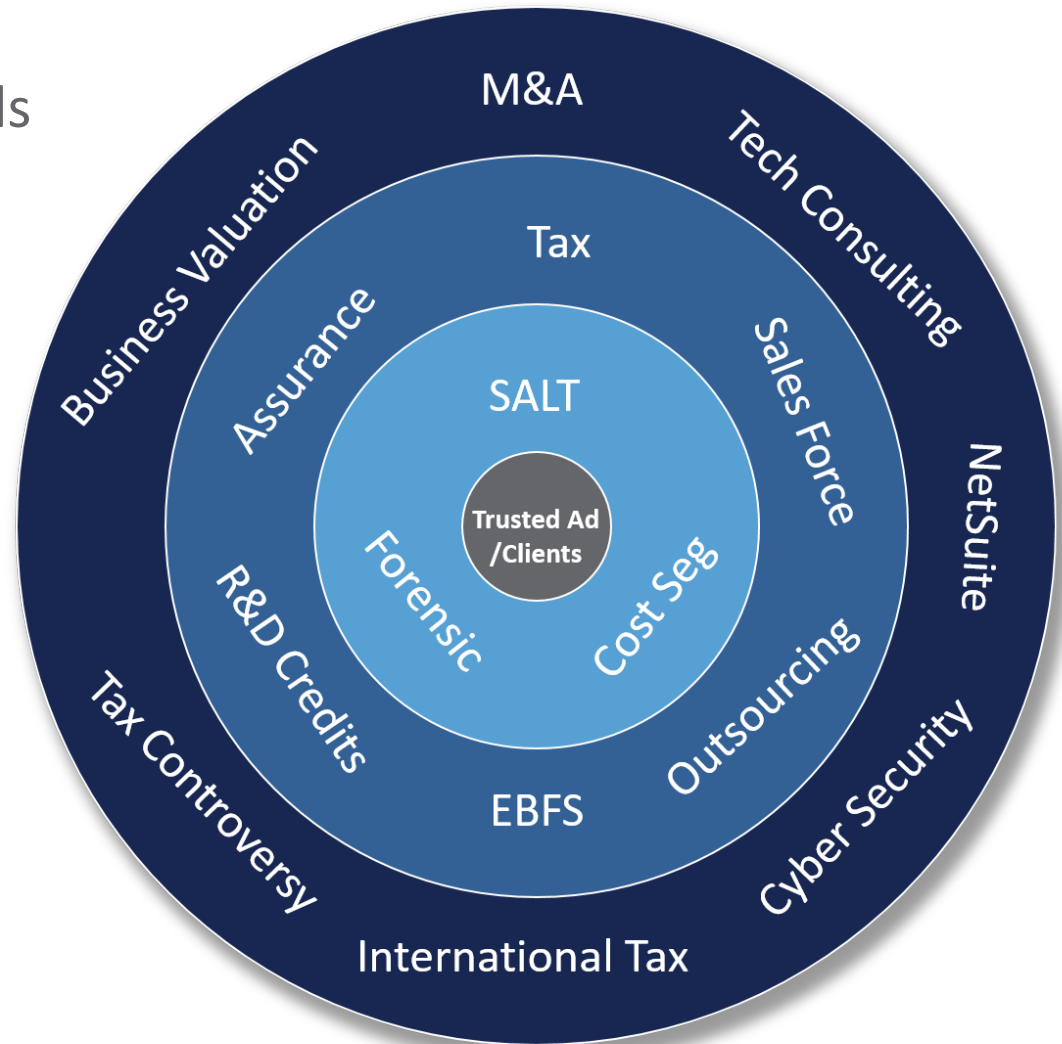 ls
M&A
Tech Consulting
Business Valuation
Tax
Assurance
Sales Force
SALT
NetSuite
Trusted Ad
/Clients
Forensic
Cost Seg
R&D Credits
Outsourcing
Tax Controversy
EBFS
Cyber Security
International Tax